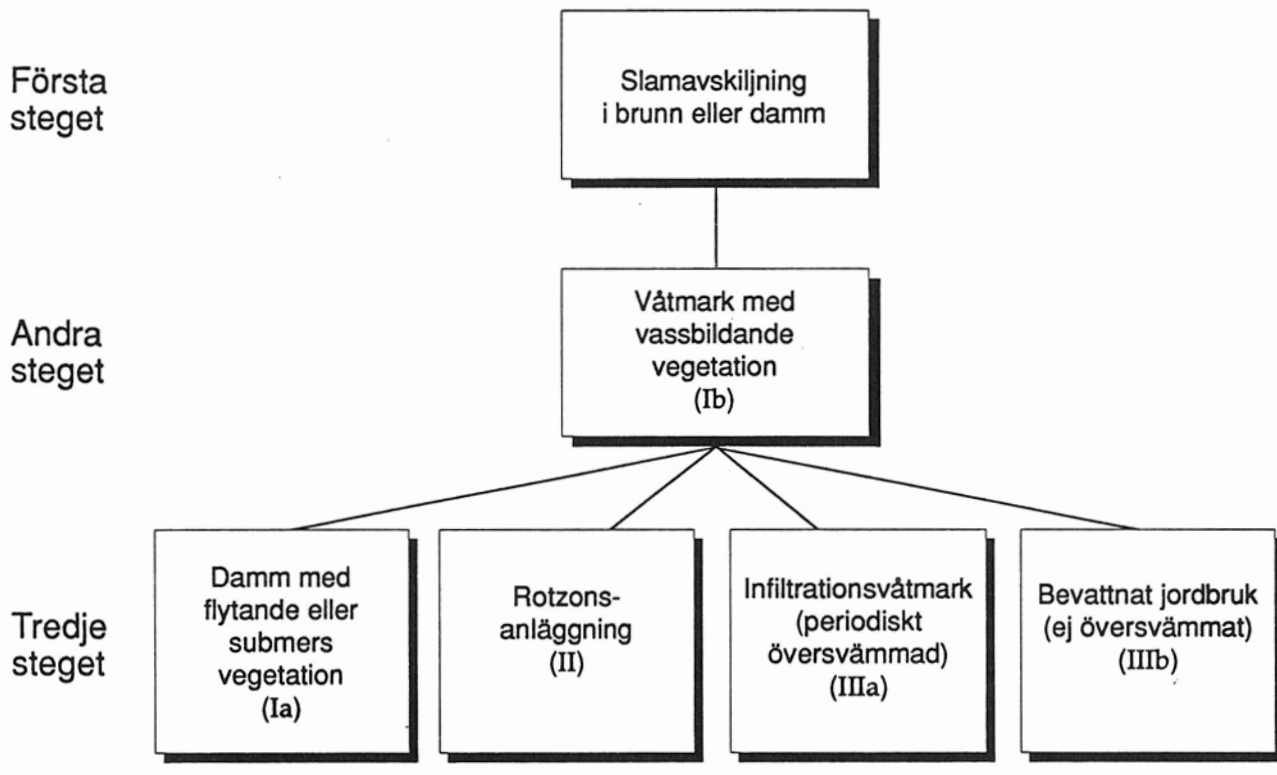 Första
steget
Slamavskiljning
i brunn eller damm
Andra
steget
Våtmark med
vassbildande
vegetation
(Ib)
Tredje
steget
Damm med
flytande eller
submers
vegetation
(Ia)
Rotzons-
anläggning
(II)
Infiltrationsvåtmark
(periodiskt
översvämmad)
(IIIa)
Bevattnat jordbruk
(ej översvämmat)
(IIIb)